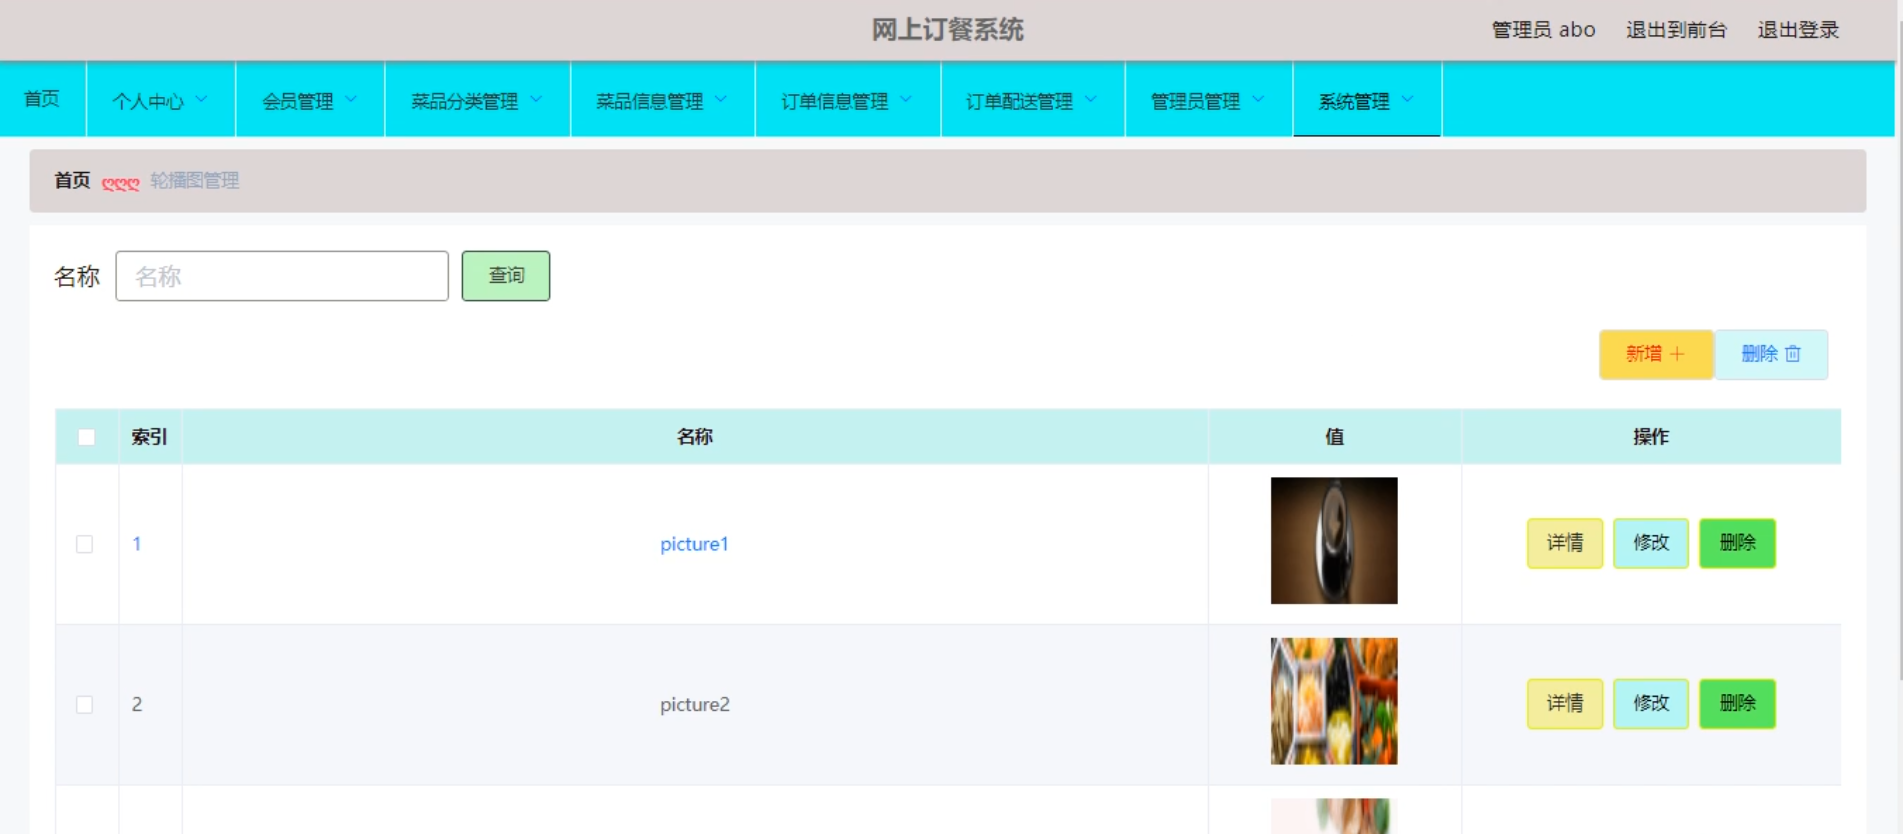 网上订餐系统
管理员 abo 退出到前台 退出登录
首页 个人中心 会员管理 菜品分类管理 菜品信息管理 订单信息管理 订单配送管理 管理员管理 系统管理
首页 ღღღ 轮播图管理
名称 名称 查询
新增 删除
索引 名称 值 操作
1 picture1 详情 修改 删除
2 picture2 详情 修改 删除